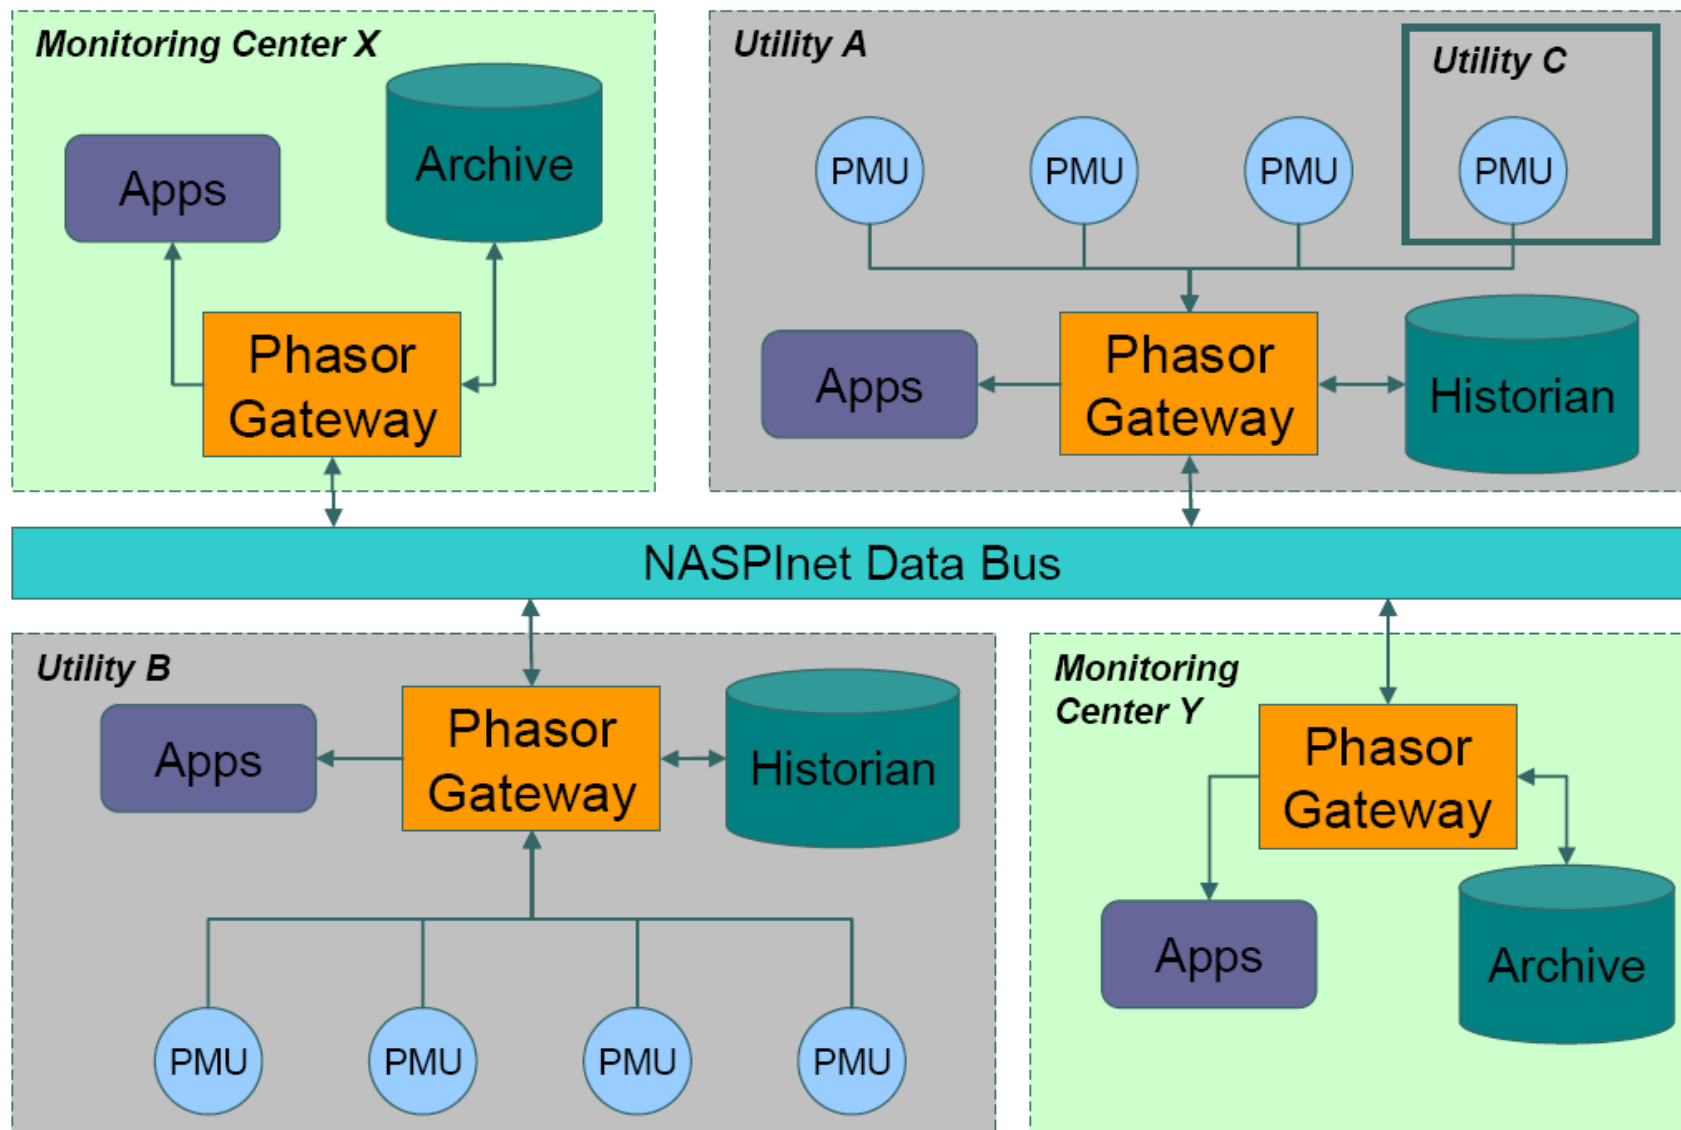 Monitoring Center X
Apps
Archive
Phasor
Gateway
Utility A
Utility C
PMU
PMU
PMU
PMU
Apps
Phasor
Gateway
Historian
NASPInet Data Bus
Utility B
Apps
Phasor
Gateway
Historian
PMU
PMU
PMU
PMU
Monitoring
Center Y
Phasor
Gateway
Apps
Archive